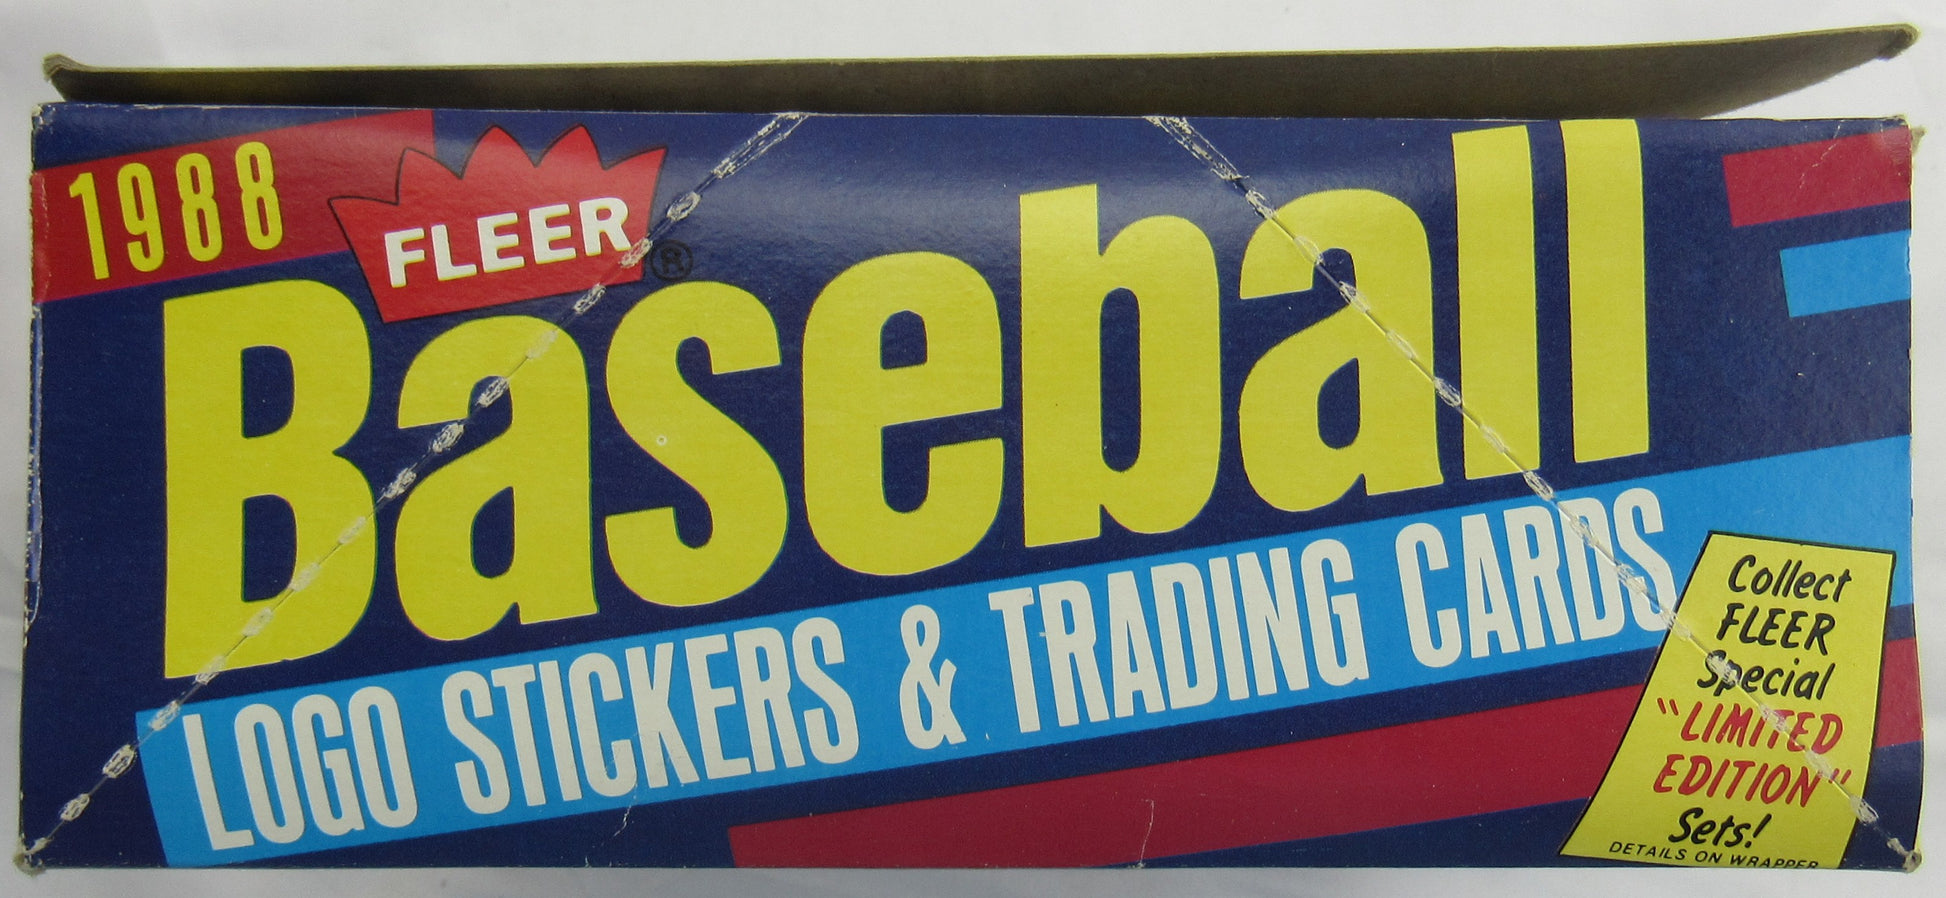 1988
FLEER®
Baseball
LOGO STICKERS & TRADING CARDS
Collect
FLEER
Special
"LIMITED
EDITION"
Sets!
DETAILS ON WRAPPER